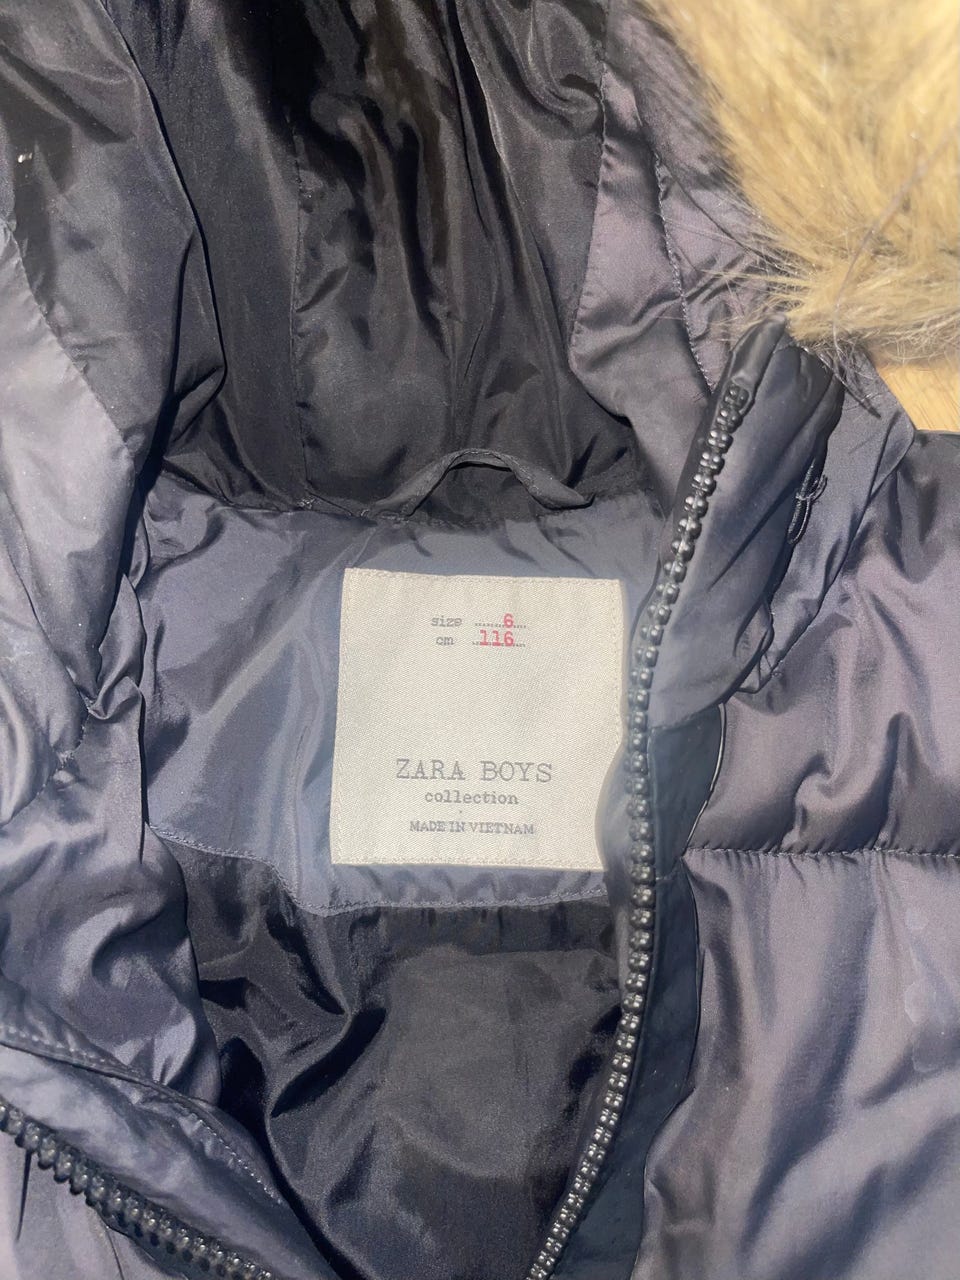 size 6
cm 116
ZARA BOYS
collection
MADE IN VIETNAM